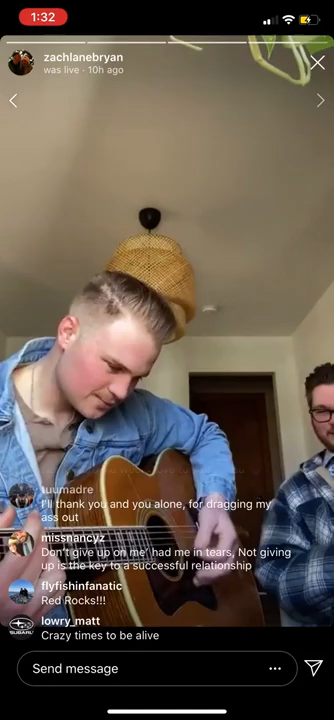 1:32
zachlanebryan
was live · 10h ago
tuumadre
I'll thank you and you alone, for dragging my
ass out
missnancyz
Don't give up on me' had me in tears, Not giving
up is the key to a successful relationship
flyfishinfanatic
Red Rocks!!!
lowry_matt
SUBARU
Crazy times to be alive
Send message